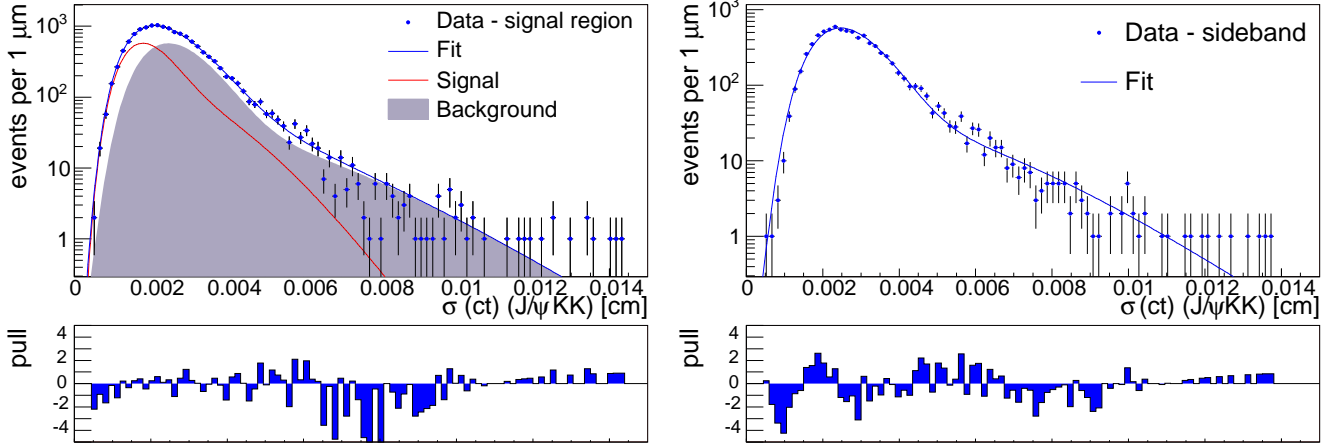 events per 1 μm
10³
10²
10
1
Data - signal region
Fit
Signal
Background
0 0.002 0.004 0.006 0.008 0.01 0.012 0.014
σ (ct) (J/ψKK) [cm]
pull
4
2
0
-2
-4
events per 1 μm
10³
10²
10
1
Data - sideband
Fit
0 0.002 0.004 0.006 0.008 0.01 0.012 0.014
σ (ct) (J/ψKK) [cm]
pull
4
2
0
-2
-4